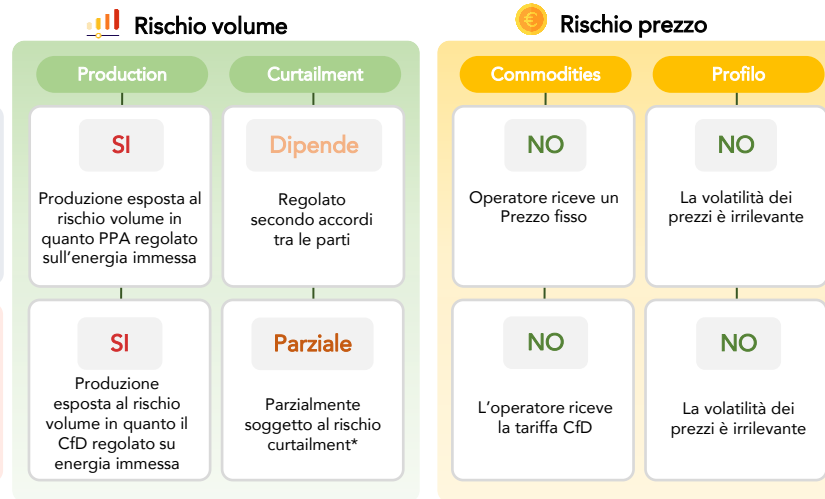 Rischio volume
Rischio prezzo
Production
Curtailment
Commodities
Profilo
SI
Produzione esposta al
rischio volume in
quanto PPA regolato
sull'energia immessa
Dipende
Regolato
secondo accordi
tra le parti
NO
Operatore riceve un
Prezzo fisso
NO
La volatilità dei
prezzi è irrilevante
SI
Produzione
esposta al rischio
volume in quanto il
CfD regolato su
energia immessa
Parziale
Parzialmente
soggetto al rischio
curtailment*
NO
L'operatore riceve
la tariffa CfD
NO
La volatilità dei
prezzi è irrilevante